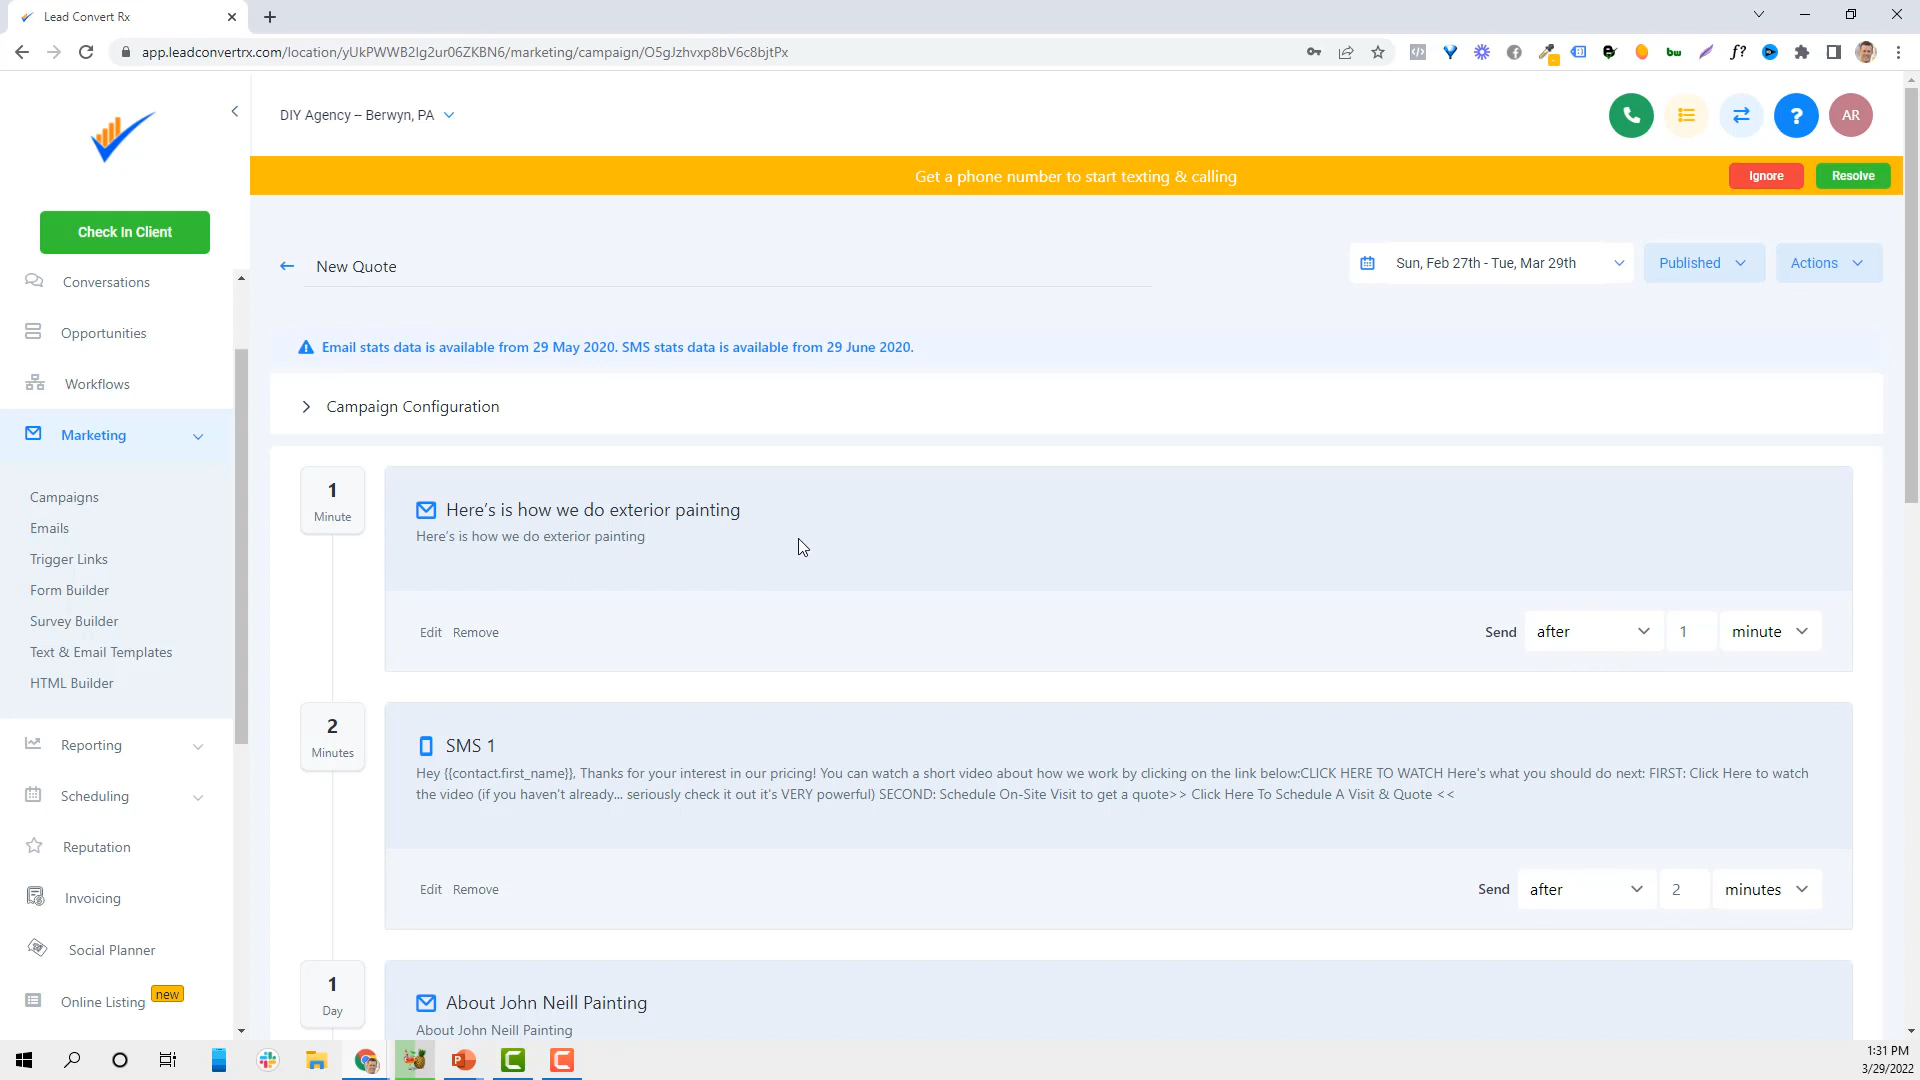 Lead Convert Rx
app.leadconvertrx.com/location/yUkPWWB2Ig2ur06ZKBN6/marketing/campaign/O5gJzhvxp8bV6c8bjtPx
bw
f?
DIY Agency -- Berwyn, PA
?
AR
Get a phone number to start texting & calling
Ignore
Resolve
Check In Client
New Quote
Sun, Feb 27th - Tue, Mar 29th
Published
Actions
Conversations
Opportunities
Workflows
Marketing
Campaigns
Emails
Trigger Links
Form Builder
Survey Builder
Text & Email Templates
HTML Builder
Reporting
Scheduling
Reputation
Invoicing
Social Planner
Online Listing new
Email stats data is available from 29 May 2020. SMS stats data is available from 29 June 2020.
Campaign Configuration
1
Minute
Here's is how we do exterior painting
Here's is how we do exterior painting
Edit Remove
Send after 1 minute
2
Minutes
SMS 1
Hey {{contact.first_name}}, Thanks for your interest in our pricing! You can watch a short video about how we work by clicking on the link below:CLICK HERE TO WATCH Here's what you should do next: FIRST: Click Here to watch
the video (if you haven't already... seriously check it out it's VERY powerful) SECOND: Schedule On-Site Visit to get a quote>> Click Here To Schedule A Visit & Quote <<
Edit Remove
Send after 2 minutes
1
Day
About John Neill Painting
About John Neill Painting
1:31 PM
3/29/2022